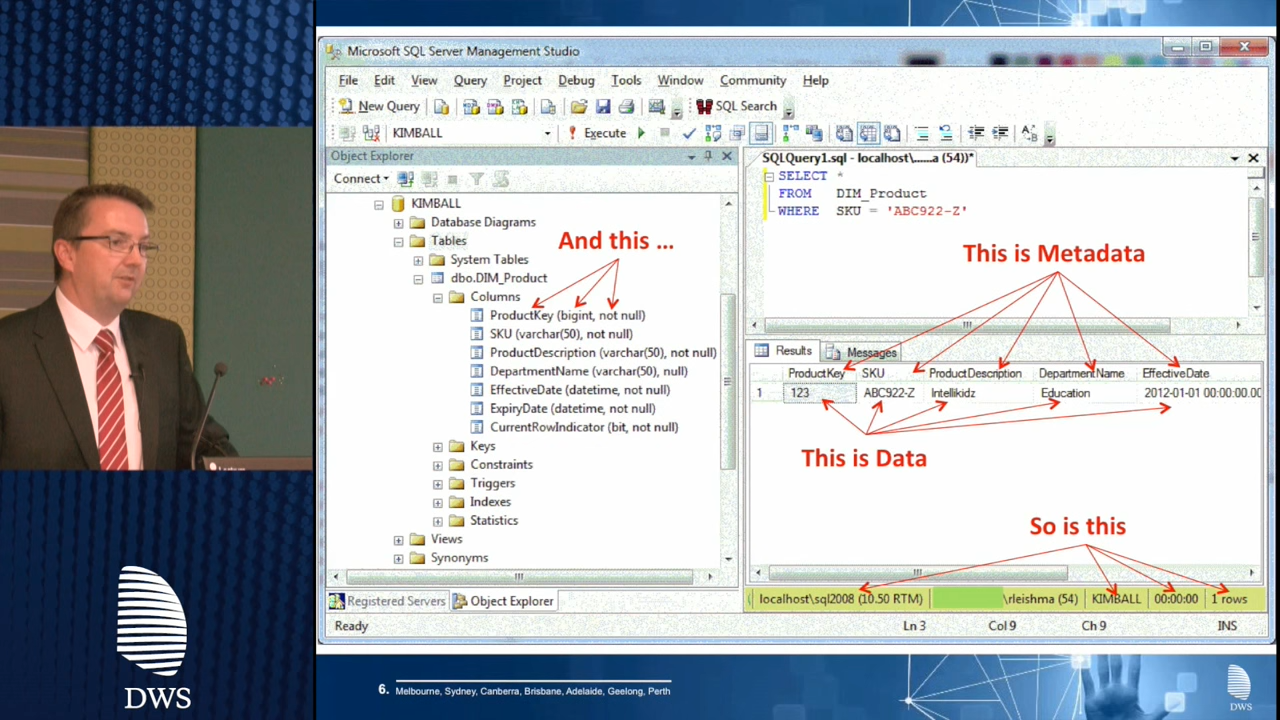 Microsoft SQL Server Management Studio
File Edit View Query Project Debug Tools Window Community Help
New Query SQL Search
KIMBALL Execute
Object Explorer
Connect
KIMBALL
Database Diagrams
Tables
System Tables
dbo.DIM_Product
Columns
ProductKey (bigint, not null)
SKU (varchar(50), not null)
ProductDescription (varchar(50), not null)
DepartmentName (varchar(50), not null)
EffectiveDate (datetime, not null)
ExpiryDate (datetime, not null)
CurrentRowIndicator (bit, not null)
Keys
Constraints
Triggers
Indexes
Statistics
Views
Synonyms
Registered Servers Object Explorer
And this ...
SQLQuery1.sql - localhost\......a (54))*
SELECT *
FROM DIM_Product
WHERE SKU = 'ABC922-Z'
This is Metadata
Results Messages
ProductKey SKU ProductDescription DepartmentName EffectiveDate
1 123 ABC922-Z Intellikidz Education 2012-01-01 00:00:00.00
This is Data
So is this
localhost\sql2008 (10.50 RTM) \rleishma (54) KIMBALL 00:00:00 1 rows
Ready Ln 3 Col 9 Ch 9 INS
6. Melbourne, Sydney, Canberra, Brisbane, Adelaide, Geelong, Perth
DWS
DWS